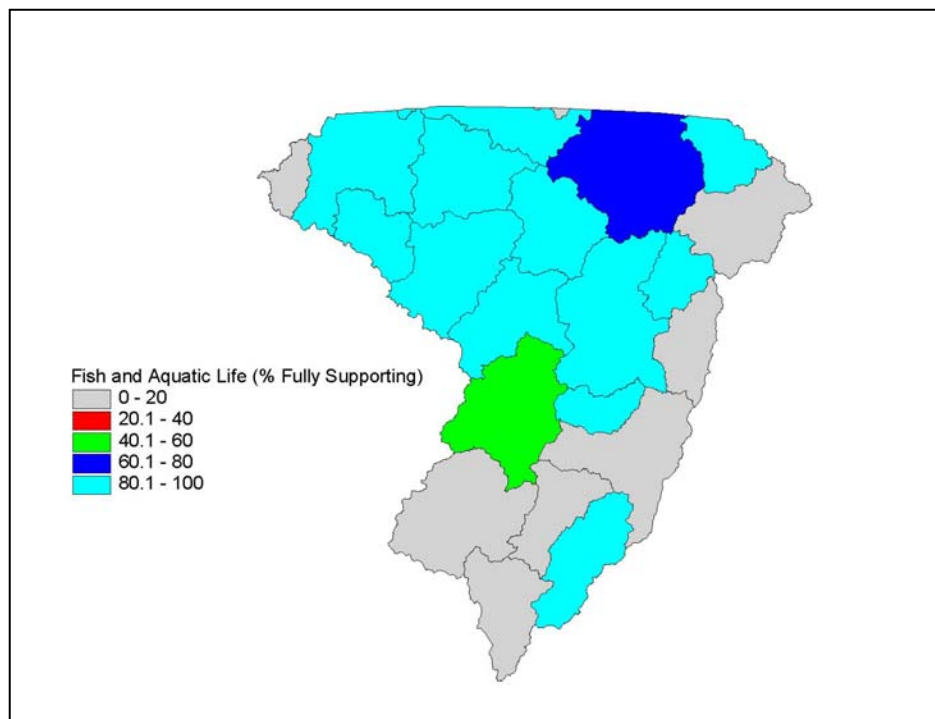 Fish and Aquatic Life (% Fully Supporting)
0 - 20
20.1 - 40
40.1 - 60
60.1 - 80
80.1 - 100